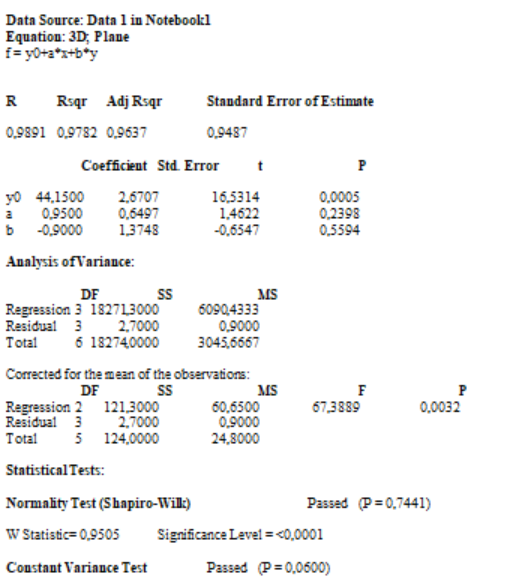 Data Source: Data 1 in Notebook1
Equation: 3D; Plane
f= y0+a*x+b*y
R Rsqr Adj Rsqr Standard Error of Estimate
0,9891 0,9782 0,9637 0,9487
Coefficient Std. Error t P
y0 44,1500 2,6707 16,5314 0,0005
a 0,9500 0,6497 1,4622 0,2398
b -0,9000 1,3748 -0,6547 0,5594
Analysis of Variance:
DF SS MS
Regression 3 18271,3000 6090,4333
Residual 3 2,7000 0,9000
Total 6 18274,0000 3045,6667
Corrected for the mean of the observations:
DF SS MS F P
Regression 2 121,3000 60,6500 67,3889 0,0032
Residual 3 2,7000 0,9000
Total 5 124,0000 24,8000
Statistical Tests:
Normality Test (Shapiro-Wilk) Passed (P = 0,7441)
W Statistic= 0,9505 Significance Level = <0,0001
Constant Variance Test Passed (P = 0,0600)